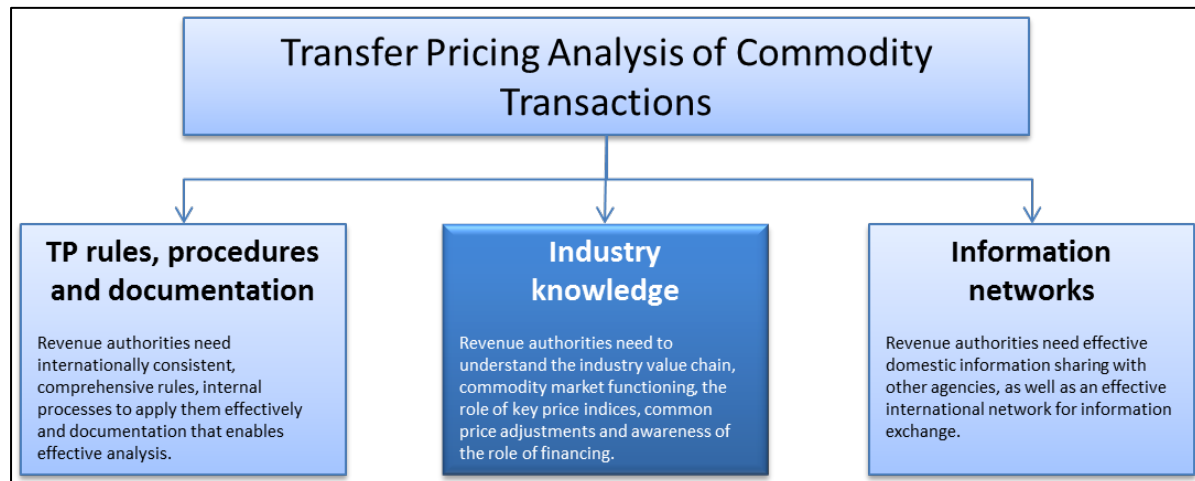 Transfer Pricing Analysis of Commodity
Transactions
TP rules, procedures
and documentation
Revenue authorities need
internationally consistent,
comprehensive rules, internal
processes to apply them effectively
and documentation that enables
effective analysis.
Industry
knowledge
Revenue authorities need to
understand the industry value chain,
commodity market functioning, the
role of key price indices, common
price adjustments and awareness of
the role of financing.
Information
networks
Revenue authorities need effective
domestic information sharing with
other agencies, as well as an effective
international network for information
exchange.